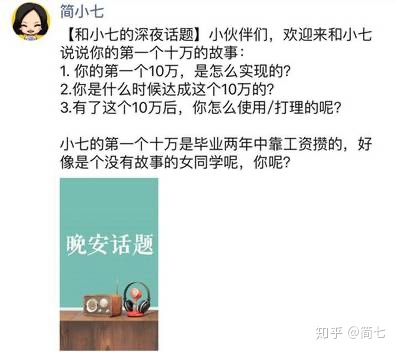 简小七
【和小七的深夜话题】小伙伴们，欢迎来和小七
说说你的第一个十万的故事：
1. 你的第一个10万，是怎么实现的？
2.你是什么时候达成这个10万的？
3.有了这个10万后，你怎么使用/打理的呢？
小七的第一个十万是毕业两年中靠工资攒的，好
像是个没有故事的女同学呢，你呢？
晚安话题
知乎 @简七